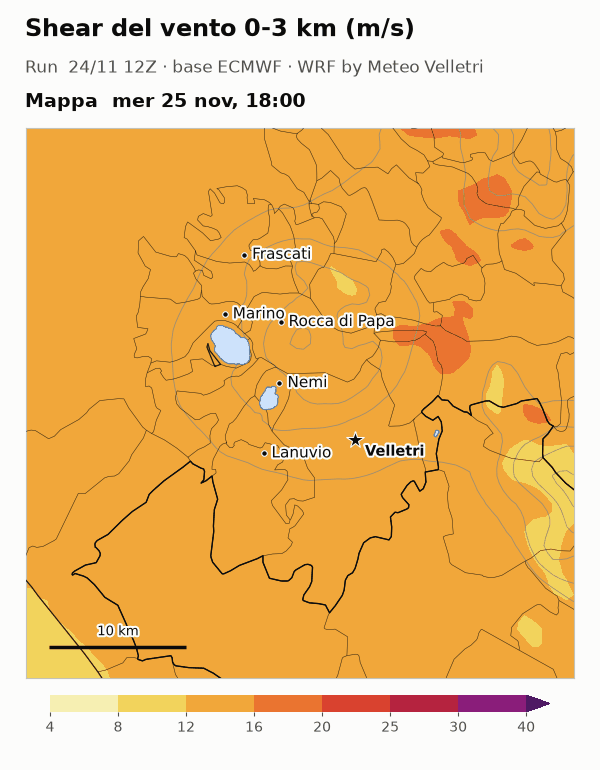 Shear del vento 0-3 km (m/s)
Run  24/11 12Z · base ECMWF · WRF by Meteo Velletri
Mappa  mer 25 nov, 18:00
Frascati
Marino
Rocca di Papa
Nemi
Velletri
Lanuvio
10 km
4 8 12 16 20 25 30 40